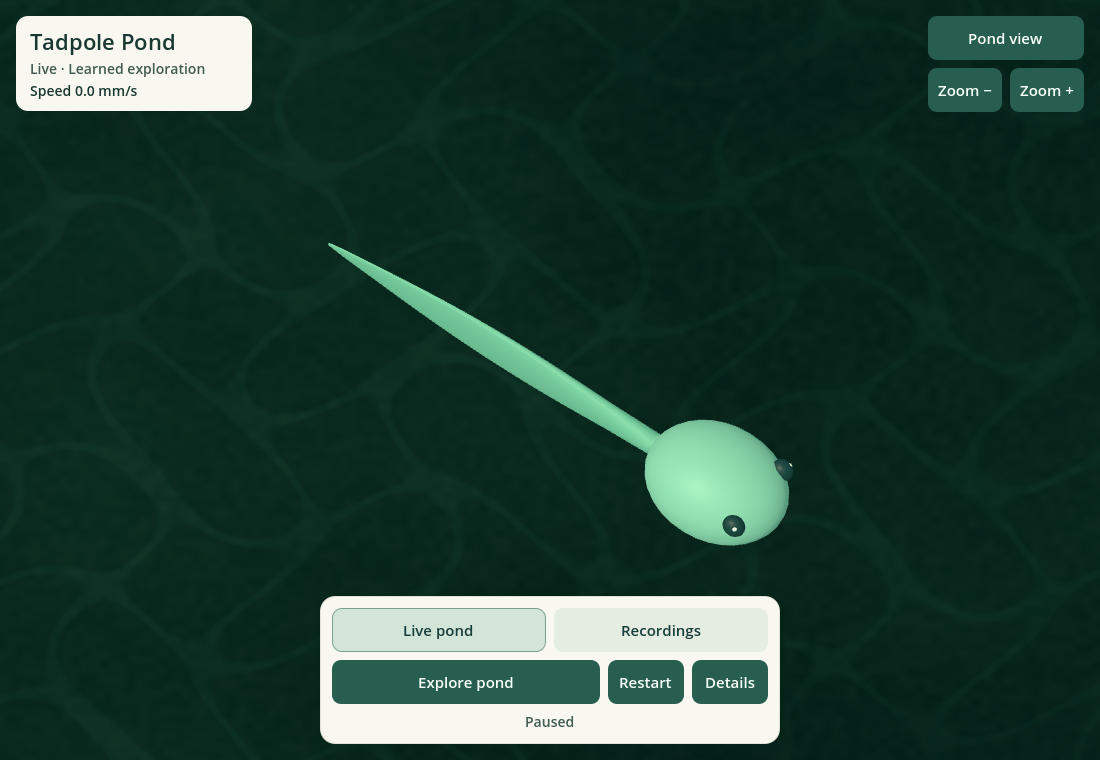 Tadpole Pond
Live · Learned exploration
Speed 0.0 mm/s
Pond view
Zoom −
Zoom +
Live pond
Recordings
Explore pond
Restart
Details
Paused